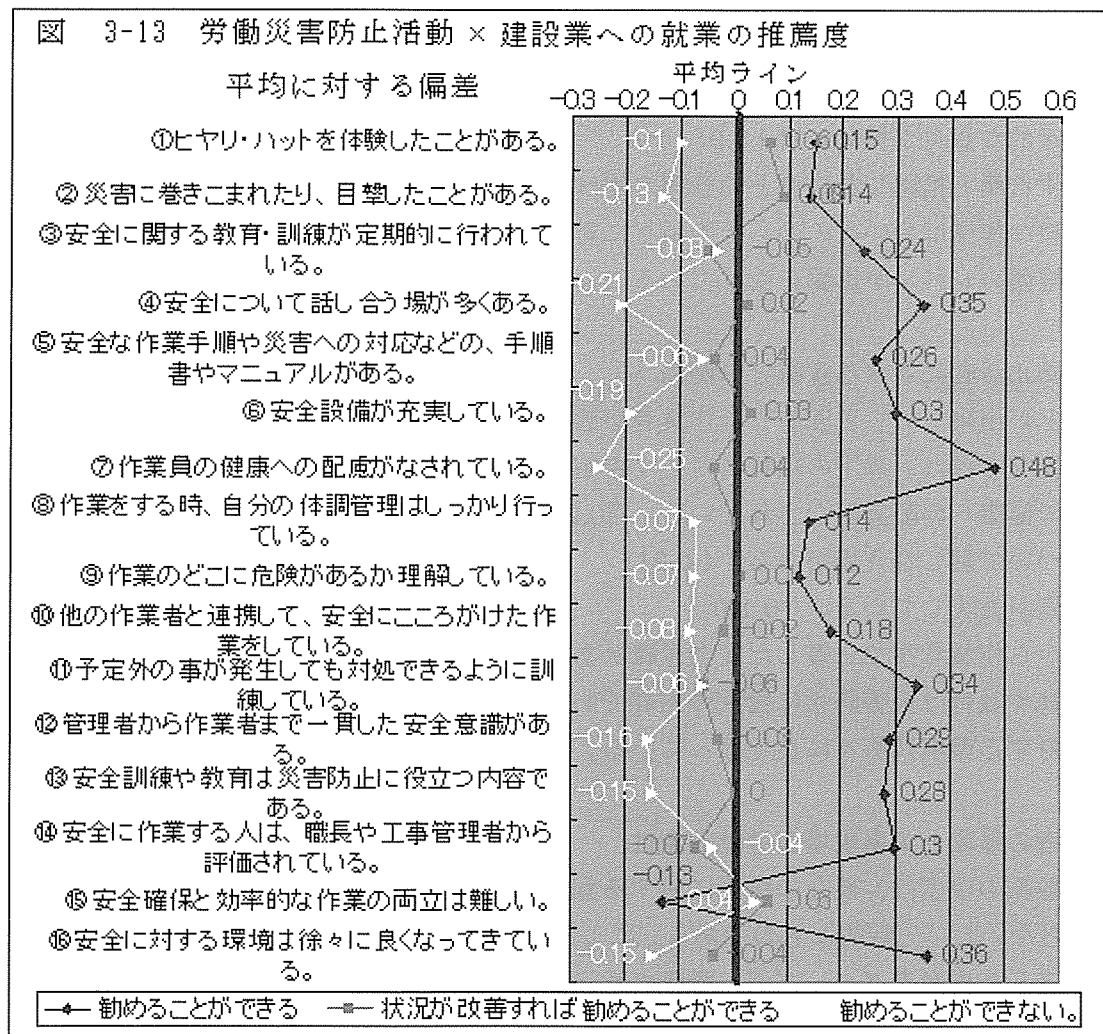 図 3-13 労働災害防止活動 × 建設業への就業の推薦度
平均ライン
平均に対する偏差
-0.3 -0.2 -0.1 0 0.1 0.2 0.3 0.4 0.5 0.6
①ヒヤリ・ハットを体験したことがある。
-0.1 0.06 0.15
②災害に巻きこまれたり、目撃したことがある。
-0.13 0.14
③安全に関する教育・訓練が定期的に行われて
いる。
-0.05 0.24
-0.21
④安全について話し合う場が多くある。
0.02 0.35
⑤安全な作業手順や災害への対応などの、手順
書やマニュアルがある。
-0.06 -0.04 0.26
-0.19
⑥安全設備が充実している。
0.03 0.3
⑦作業員の健康への配慮がなされている。
-0.25 -0.04 0.48
⑧作業をする時、自分の体調管理はしっかり行っ
ている。
-0.07 0 0.14
⑨作業のどこに危険があるか理解している。
-0.07 0.12
⑩他の作業者と連携して、安全にこころがけた作
業をしている。
-0.08 -0.02 0.18
⑪予定外の事が発生しても対処できるように訓
練している。
-0.06 -0.06 0.34
⑫管理者から作業者まで一貫した安全意識があ
る。
-0.16 -0.03 0.29
⑬安全訓練や教育は災害防止に役立つ内容で
ある。
-0.15 0 0.28
⑭安全に作業する人は、職長や工事管理者から
評価されている。
-0.07 -0.04 0.3
-0.13
⑮安全確保と効率的な作業の両立は難しい。
0.04 0.06
⑯安全に対する環境は徐々に良くなってきてい
る。
-0.15 -0.04 0.36
勧めることができる 状況が改善すれば勧めることができる 勧めることができない。